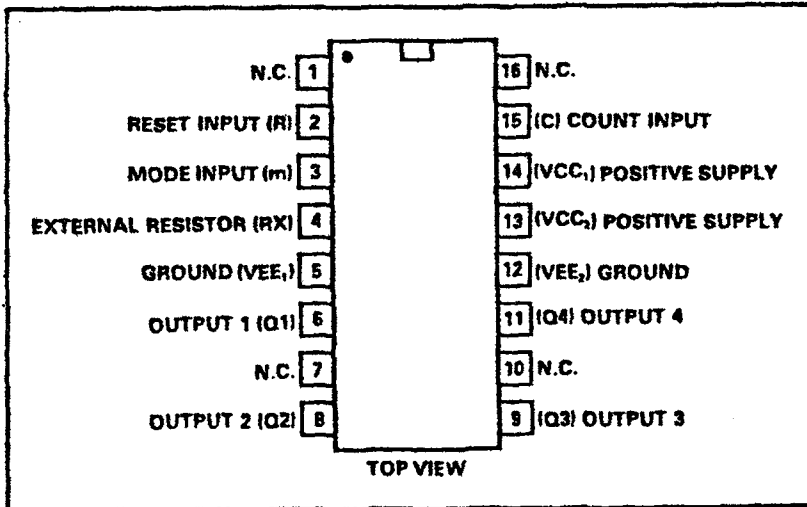 N.C. 1
RESET INPUT (R) 2
MODE INPUT (m) 3
EXTERNAL RESISTOR (RX) 4
GROUND (VEE₁) 5
OUTPUT 1 (Q1) 6
N.C. 7
OUTPUT 2 (Q2) 8
16 N.C.
15 (C) COUNT INPUT
14 (VCC₁) POSITIVE SUPPLY
13 (VCC₂) POSITIVE SUPPLY
12 (VEE₂) GROUND
11 (Q4) OUTPUT 4
10 N.C.
9 (Q3) OUTPUT 3
TOP VIEW